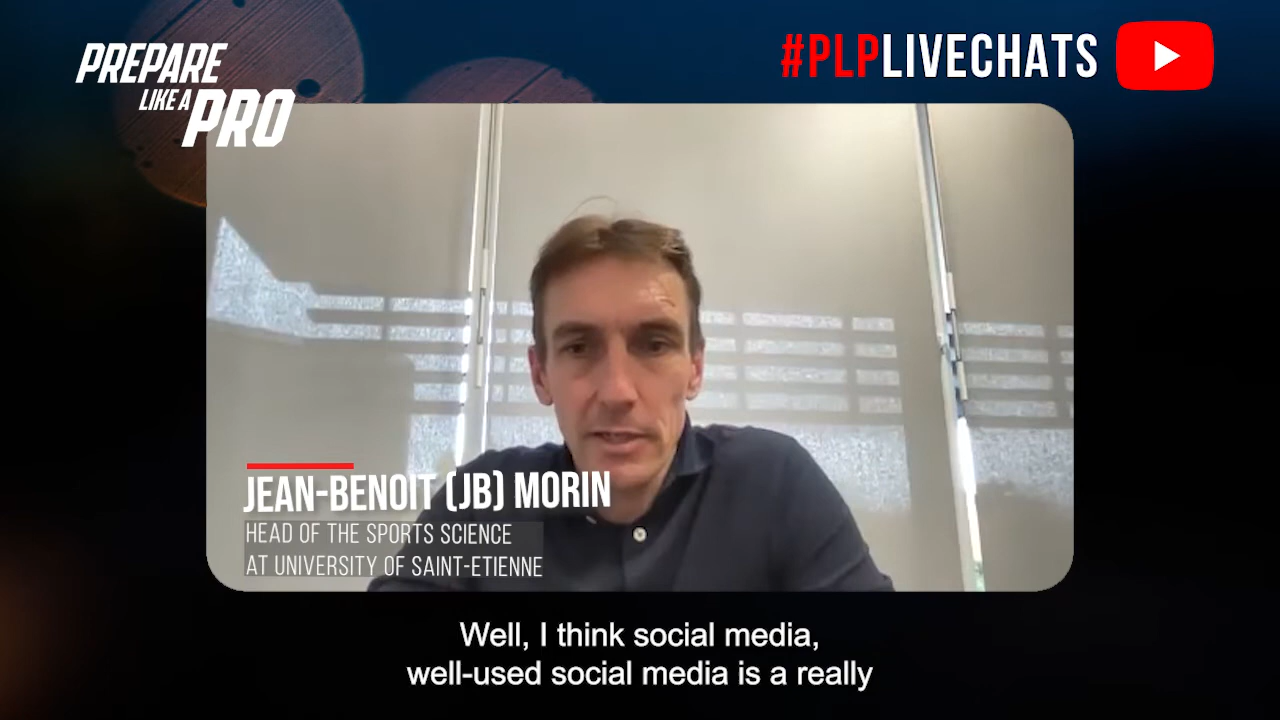 PREPARE
LIKE A
PRO
#PLPLIVECHATS
JEAN-BENOIT (JB) MORIN
HEAD OF THE SPORTS SCIENCE
AT UNIVERSITY OF SAINT-ETIENNE
Well, I think social media,
well-used social media is a really